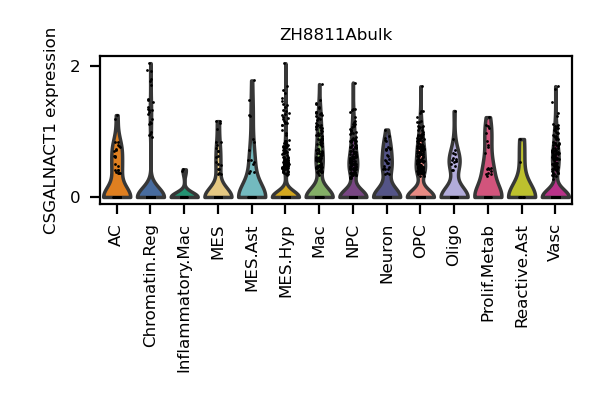 ZH8811Abulk
CSGALNACT1 expression
2
0
AC
Chromatin.Reg
Inflammatory.Mac
MES
MES.Ast
MES.Hyp
Mac
NPC
Neuron
OPC
Oligo
Prolif.Metab
Reactive.Ast
Vasc